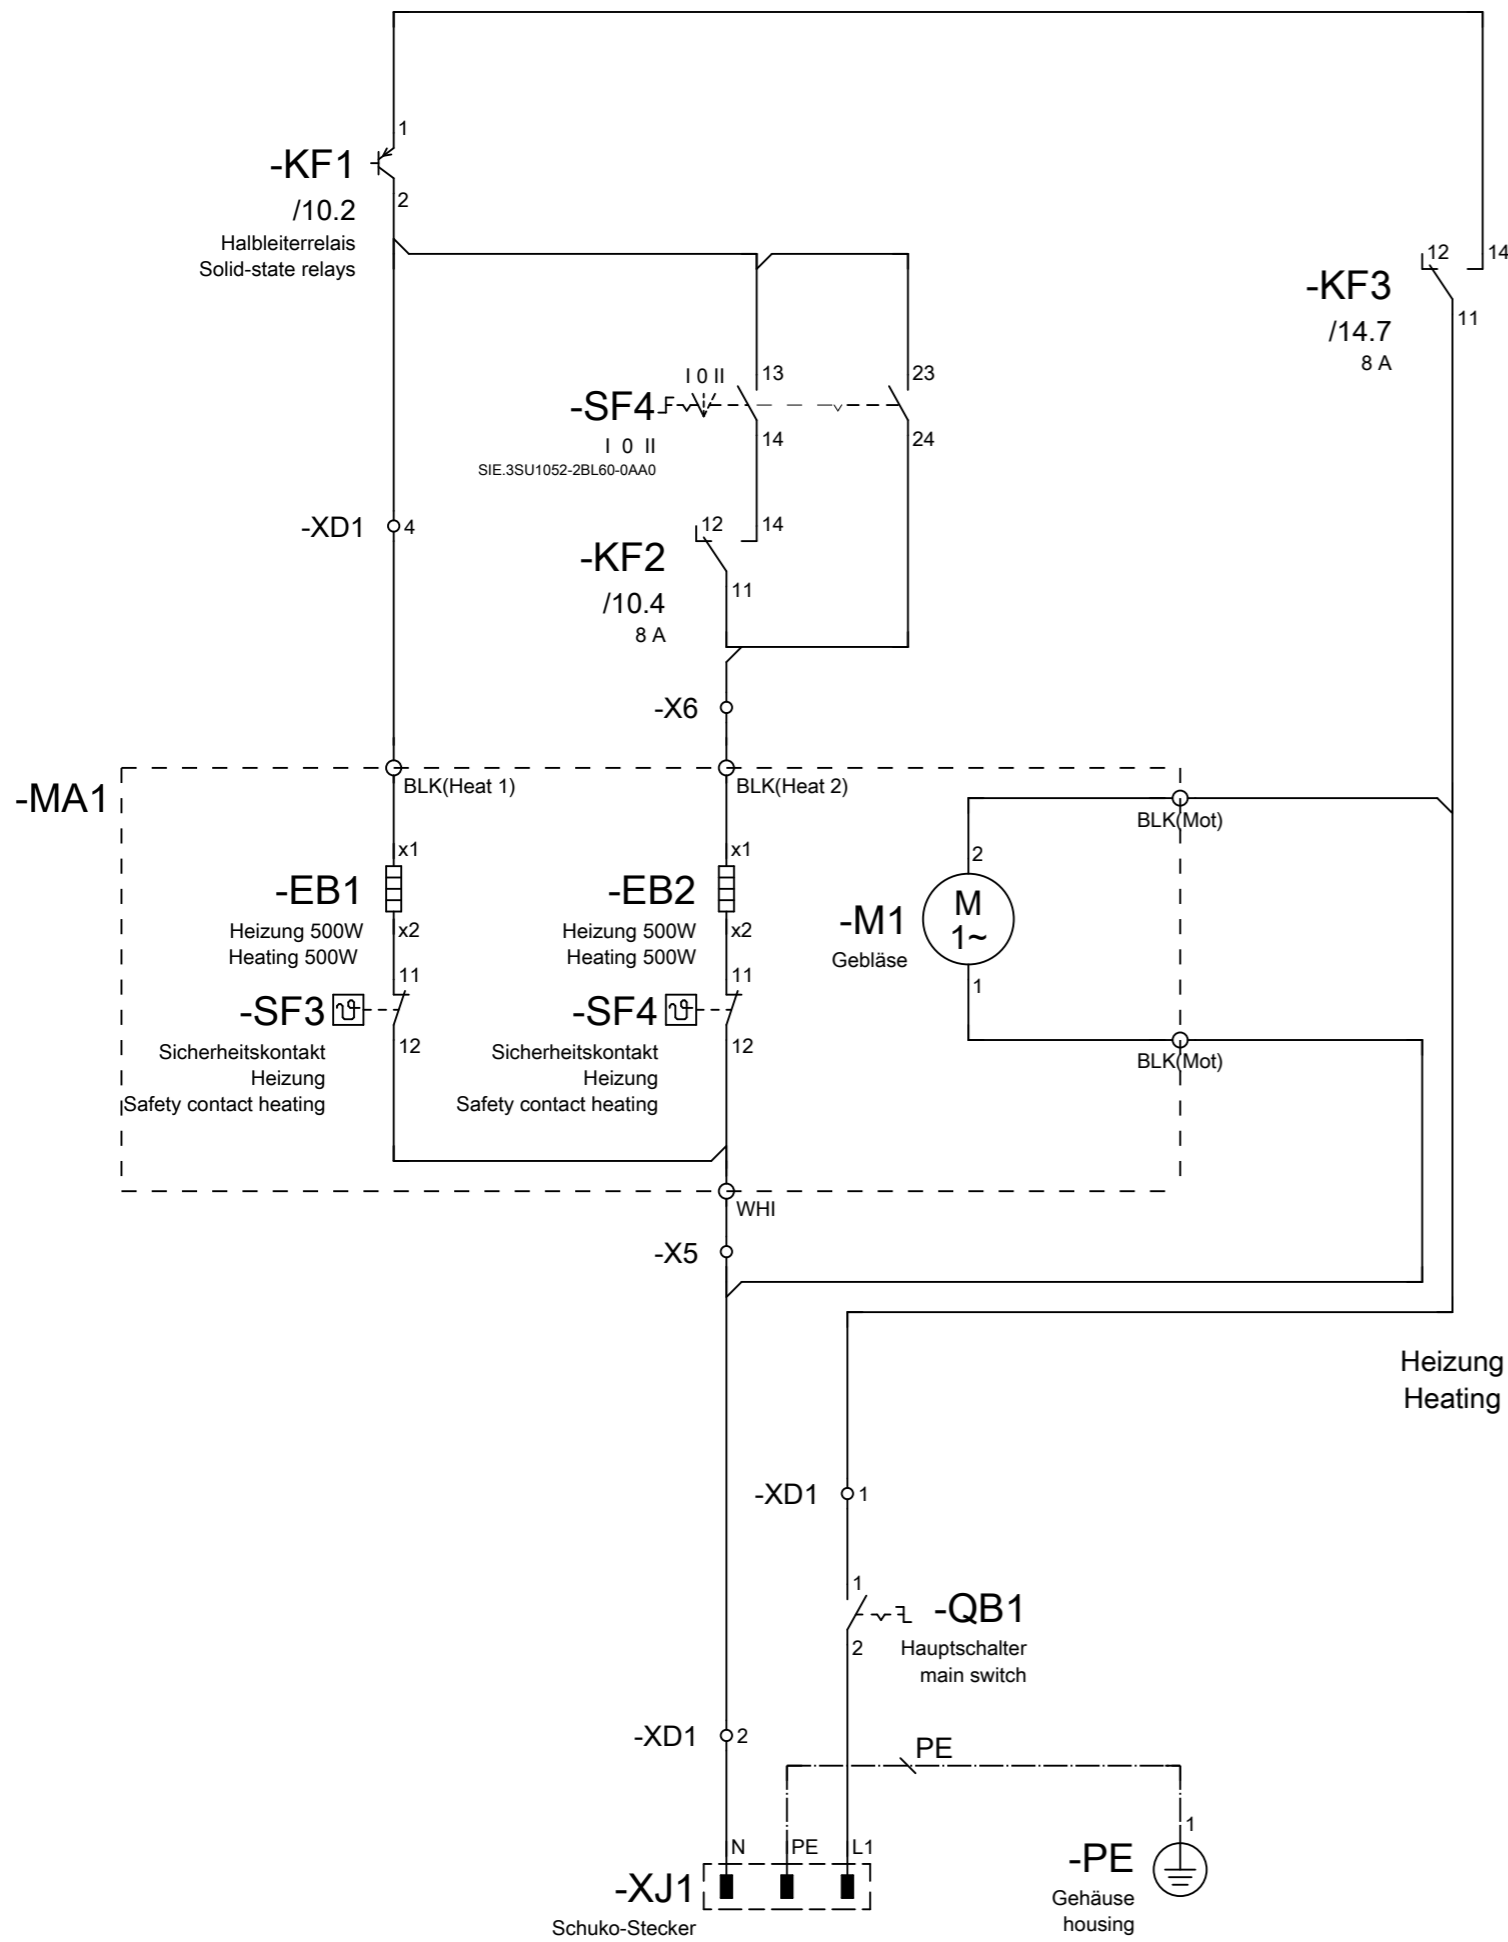 1
-KF1
/10.2
2
Halbleiterrelais
Solid-state relays
12
14
-KF3
/14.7
8 A
11
I 0 II
13
23
-SF4
I 0 II
14
24
SIE.3SU1052-2BL60-0AA0
-XD1
4
12
14
-KF2
/10.4
8 A
11
-X6
-MA1
BLK(Heat 1)
BLK(Heat 2)
BLK(Mot)
x1
-EB1
Heizung 500W
Heating 500W
x2
11
-SF3
ϑ
12
Sicherheitskontakt
Heizung
Safety contact heating
x1
-EB2
Heizung 500W
Heating 500W
x2
11
-SF4
ϑ
12
Sicherheitskontakt
Heizung
Safety contact heating
2
-M1
M
1~
Gebläse
1
BLK(Mot)
WHI
-X5
Heizung
Heating
-XD1
1
1
-QB1
2
Hauptschalter
main switch
-XD1
2
PE
N
PE
L1
1
-XJ1
Schuko-Stecker
-PE
Gehäuse
housing